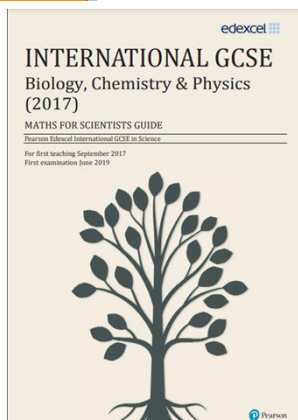 edexcel
INTERNATIONAL GCSE
Biology, Chemistry & Physics
(2017)
MATHS FOR SCIENTISTS GUIDE
Pearson Edexcel International GCSE in Science
For first teaching September 2017
First examination June 2019
Pearson